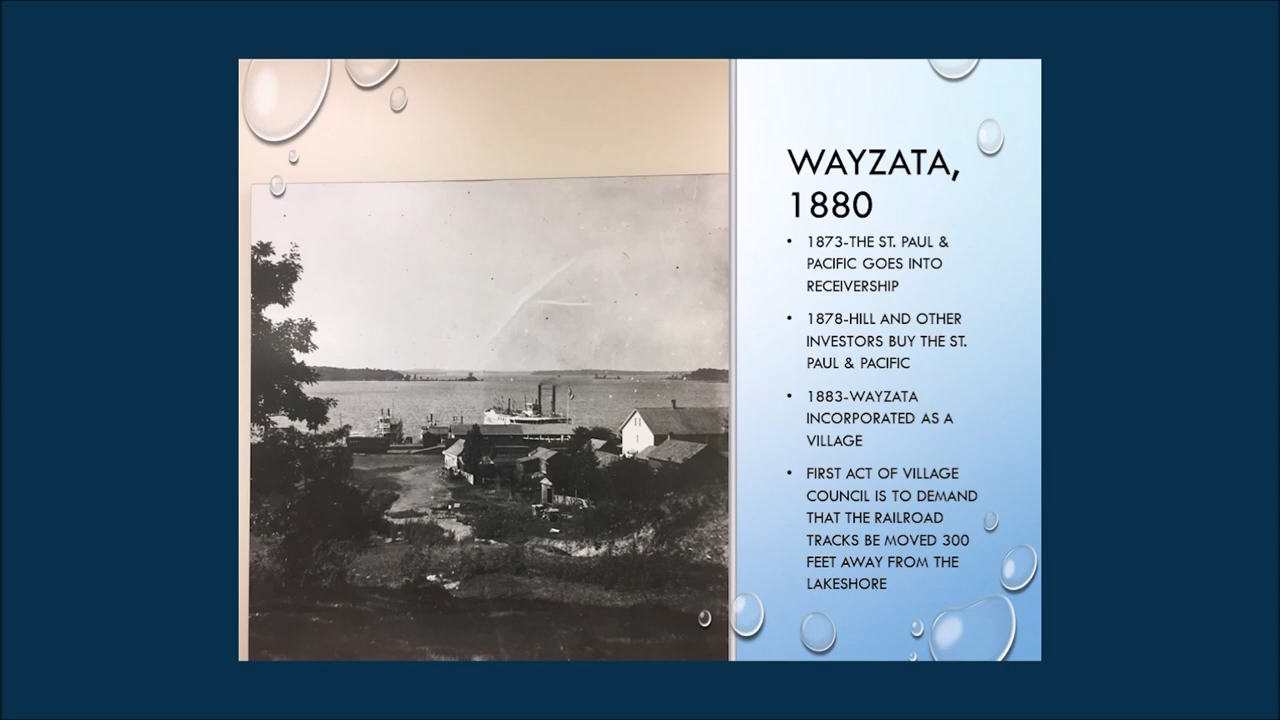 WAYZATA,
1880
• 1873-THE ST. PAUL &
PACIFIC GOES INTO
RECEIVERSHIP
• 1878-HILL AND OTHER
INVESTORS BUY THE ST.
PAUL & PACIFIC
• 1883-WAYZATA
INCORPORATED AS A
VILLAGE
• FIRST ACT OF VILLAGE
COUNCIL IS TO DEMAND
THAT THE RAILROAD
TRACKS BE MOVED 300
FEET AWAY FROM THE
LAKESHORE